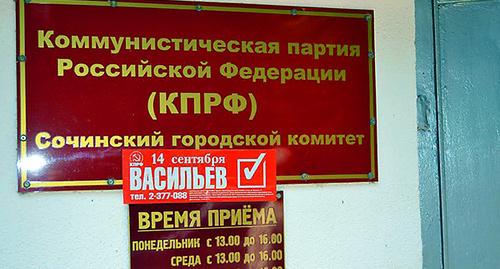 Коммунистическая партия
Российской Федерации
(КПРФ)
Сочинский городской комитет
14 сентября
КПРФ
ВАСИЛЬЕВ
тел. 2-377-088
ВРЕМЯ ПРИЁМА
ПОНЕДЕЛЬНИК с 13.00 до 16.00
СРЕДА с 13.00 до 16.00